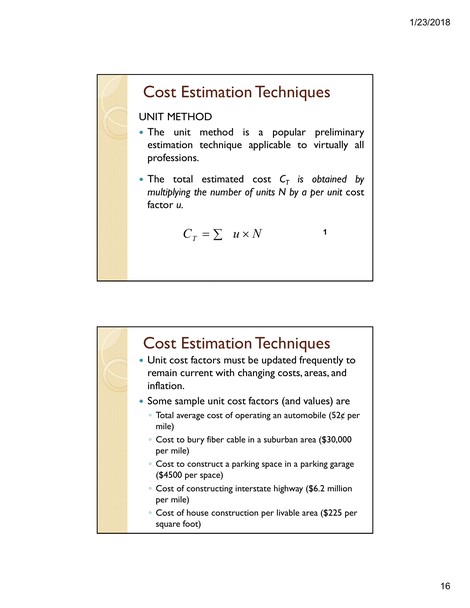 1/23/2018
Cost Estimation Techniques
UNIT METHOD
• The unit method is a popular preliminary
estimation technique applicable to virtually all
professions.
• The total estimated cost C_T is obtained by
multiplying the number of units N by a per unit cost
factor u.
C_T = ∑ u × N 1
Cost Estimation Techniques
• Unit cost factors must be updated frequently to
remain current with changing costs, areas, and
inflation.
• Some sample unit cost factors (and values) are
◦ Total average cost of operating an automobile (52¢ per
mile)
◦ Cost to bury fiber cable in a suburban area ($30,000
per mile)
◦ Cost to construct a parking space in a parking garage
($4500 per space)
◦ Cost of constructing interstate highway ($6.2 million
per mile)
◦ Cost of house construction per livable area ($225 per
square foot)
16